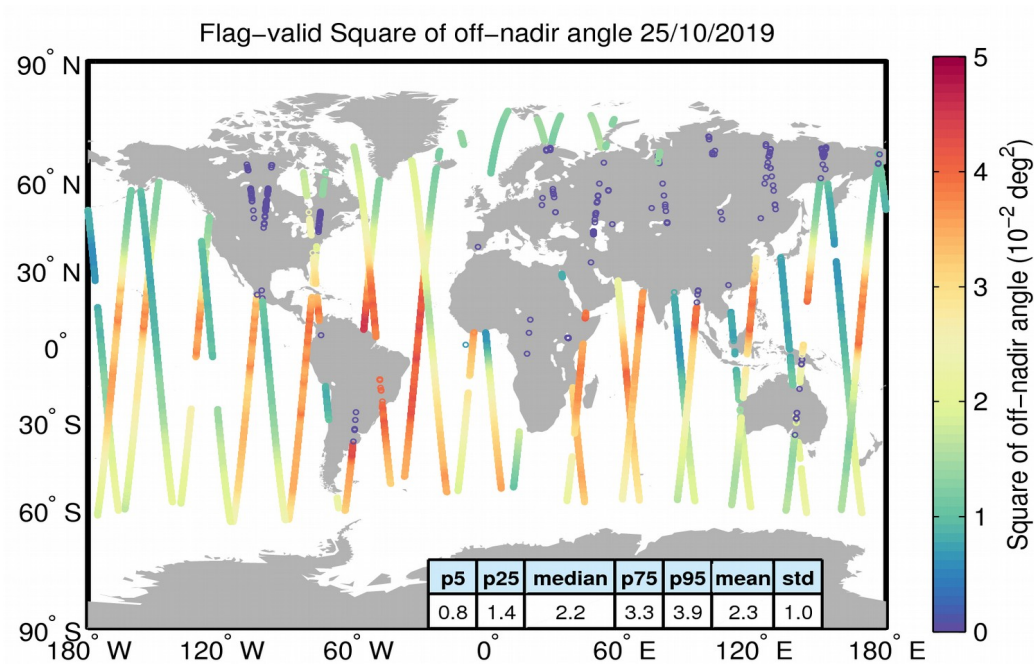 Flag−valid Square of off−nadir angle 25/10/2019
90° N
60° N
30° N
0°
30° S
60° S
90° S
180° W
120° W
60° W
0°
60° E
120° E
180° E
p5 p25 median p75 p95 mean std
0.8 1.4 2.2 3.3 3.9 2.3 1.0
5
4
3
2
1
0
Square of off−nadir angle (10⁻² deg²)